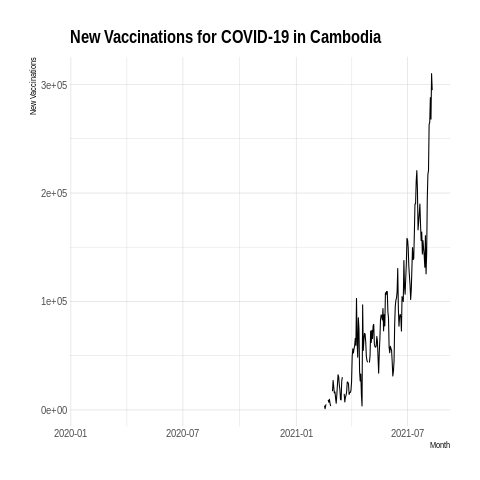 New Vaccinations for COVID-19 in Cambodia
New Vaccinations
3e+05
2e+05
1e+05
0e+00
2020-01 2020-07 2021-01 2021-07
Month